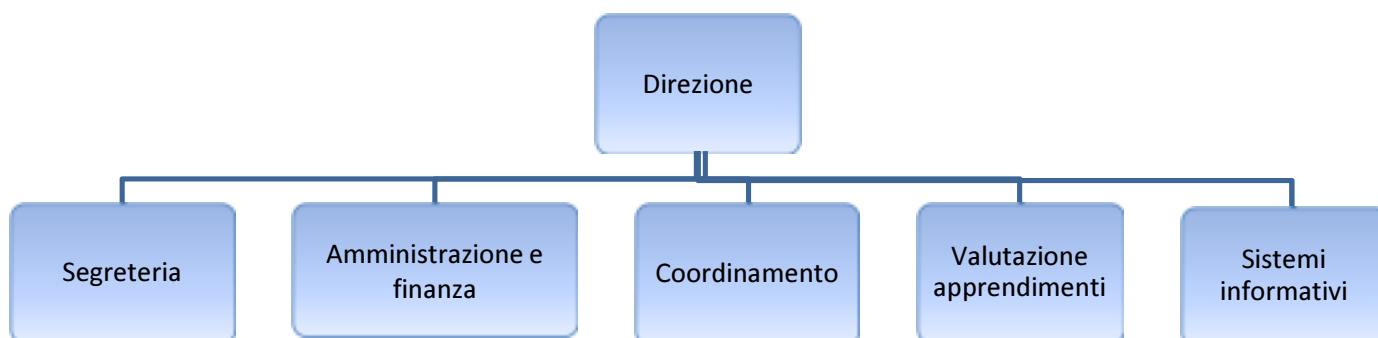 Direzione
Segreteria
Amministrazione e
finanza
Coordinamento
Valutazione
apprendimenti
Sistemi
informativi